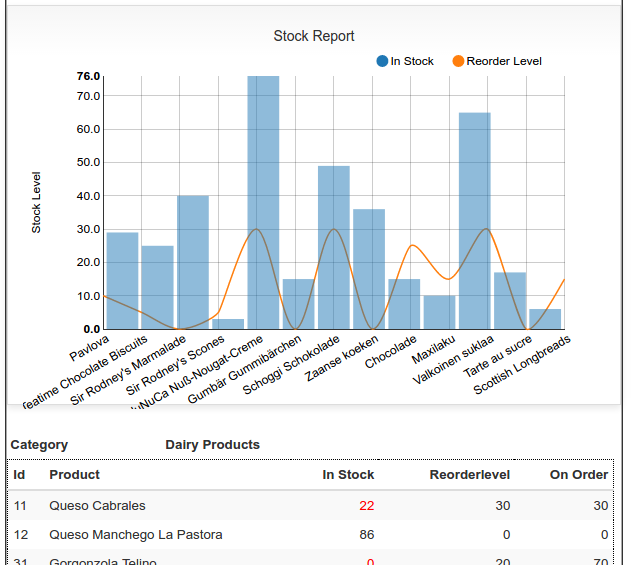 Stock Report
In Stock
Reorder Level
76.0
70.0
60.0
50.0
40.0
30.0
20.0
10.0
0.0
Stock Level
Pavlova
eatime Chocolate Biscuits
Sir Rodney's Marmalade
Sir Rodney's Scones
NuCa Nuß-Nougat-Creme
Gumbär Gummibärchen
Schoggi Schokolade
Zaanse koeken
Chocolade
Maxilaku
Valkoinen suklaa
Tarte au sucre
Scottish Longbreads
Category Dairy Products
Id Product In Stock Reorderlevel On Order
11 Queso Cabrales 22 30 30
12 Queso Manchego La Pastora 86 0 0
31 Gorgonzola Telino 0 20 70